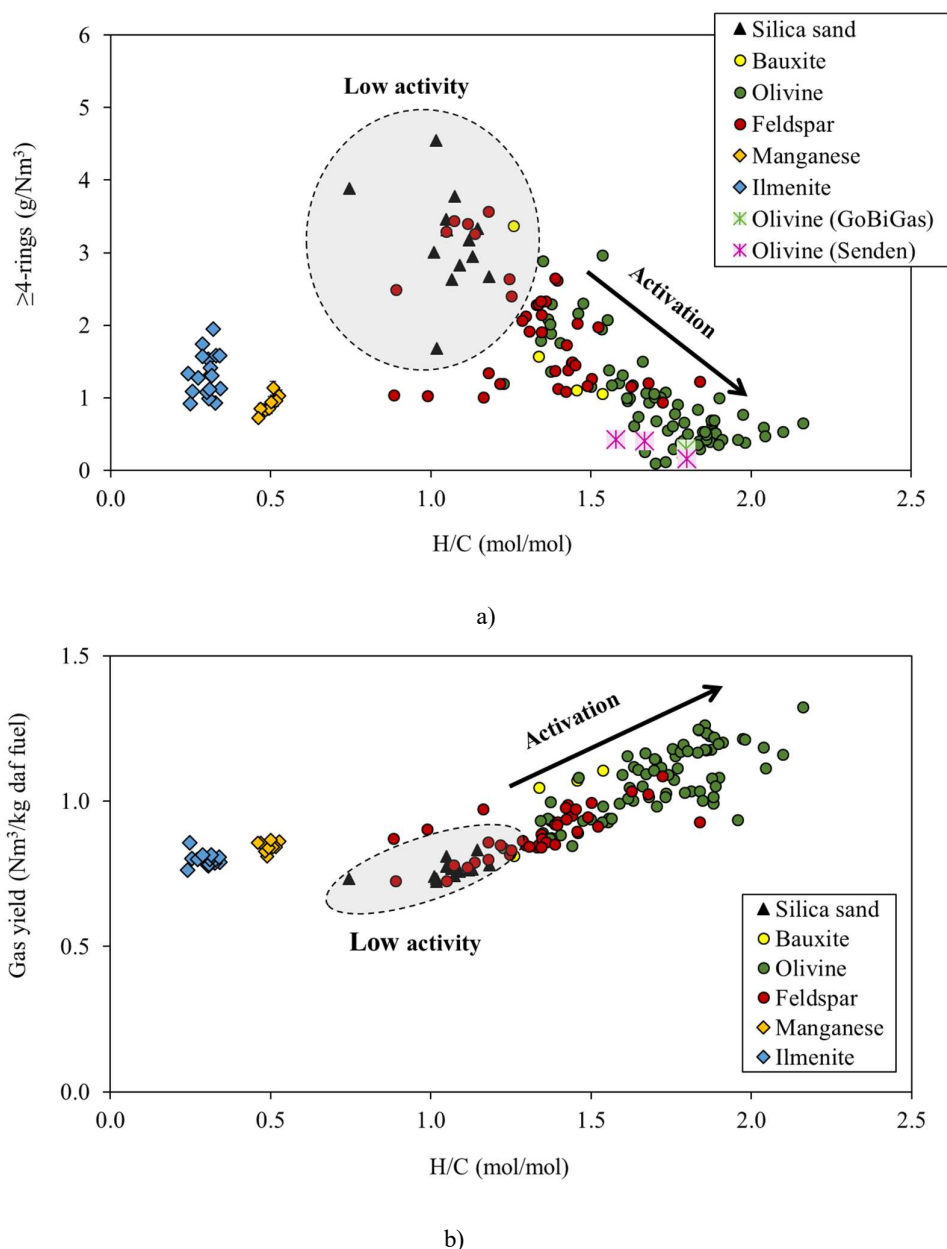 6
5
4
3
2
1
0
≥4-rings (g/Nm³)
Low activity
Activation
Silica sand
Bauxite
Olivine
Feldspar
Manganese
Ilmenite
Olivine (GoBiGas)
Olivine (Senden)
0.0 0.5 1.0 1.5 2.0 2.5
H/C (mol/mol)
a)
1.5
1.0
0.5
0.0
Gas yield (Nm³/kg daf fuel)
Activation
Low activity
Silica sand
Bauxite
Olivine
Feldspar
Manganese
Ilmenite
0.0 0.5 1.0 1.5 2.0 2.5
H/C (mol/mol)
b)